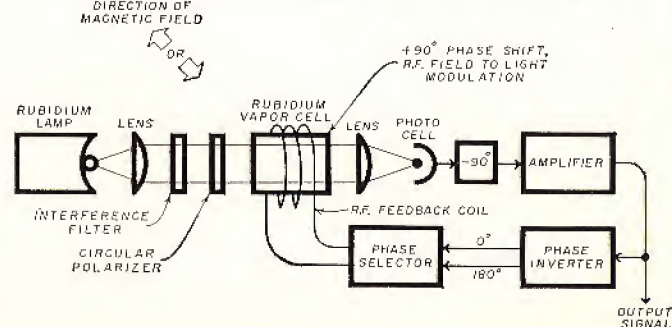 DIRECTION OF
MAGNETIC FIELD
OR
+90° PHASE SHIFT,
R.F. FIELD TO LIGHT
MODULATION
RUBIDIUM
LAMP
LENS
RUBIDIUM
VAPOR CELL
LENS
PHOTO
CELL
-90°
AMPLIFIER
INTERFERENCE
FILTER
CIRCULAR
POLARIZER
R.F. FEEDBACK COIL
PHASE
SELECTOR
0°
180°
PHASE
INVERTER
OUTPUT
SIGNAL